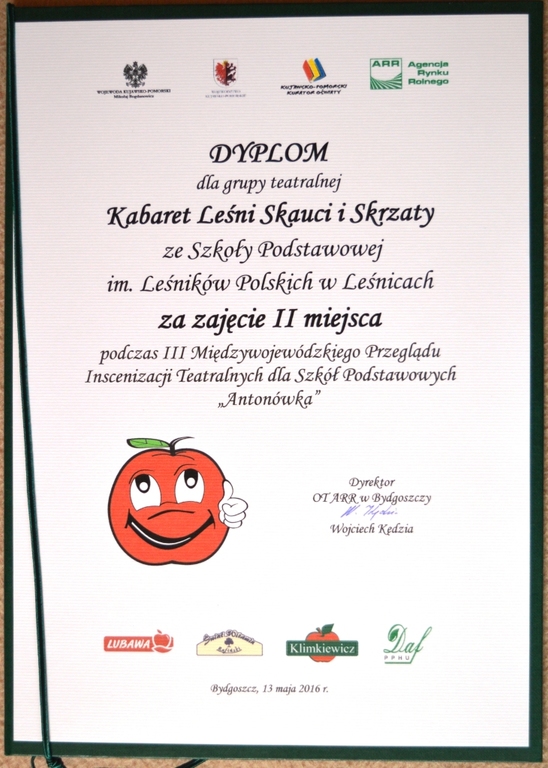 WOJEWODA KUJAWSKO-POMORSKI
Mikołaj Bogdanowicz
KUJAWSKO-POMORSKI
KURATOR OŚWIATY
ARR
Agencja
Rynku
Rolnego
DYPLOM
dla grupy teatralnej
Kabaret Leśni Skauci i Skrzaty
ze Szkoły Podstawowej
im. Leśników Polskich w Leśnicach
za zajęcie II miejsca
podczas III Międzywojewódzkiego Przeglądu
Inscenizacji Teatralnych dla Szkół Podstawowych
„Antonówka”
Dyrektor
OT ARR w Bydgoszczy
Wojciech Kędzia
LUBAWA
Klimkiewicz
Daf
PPHU
Bydgoszcz, 13 maja 2016 r.